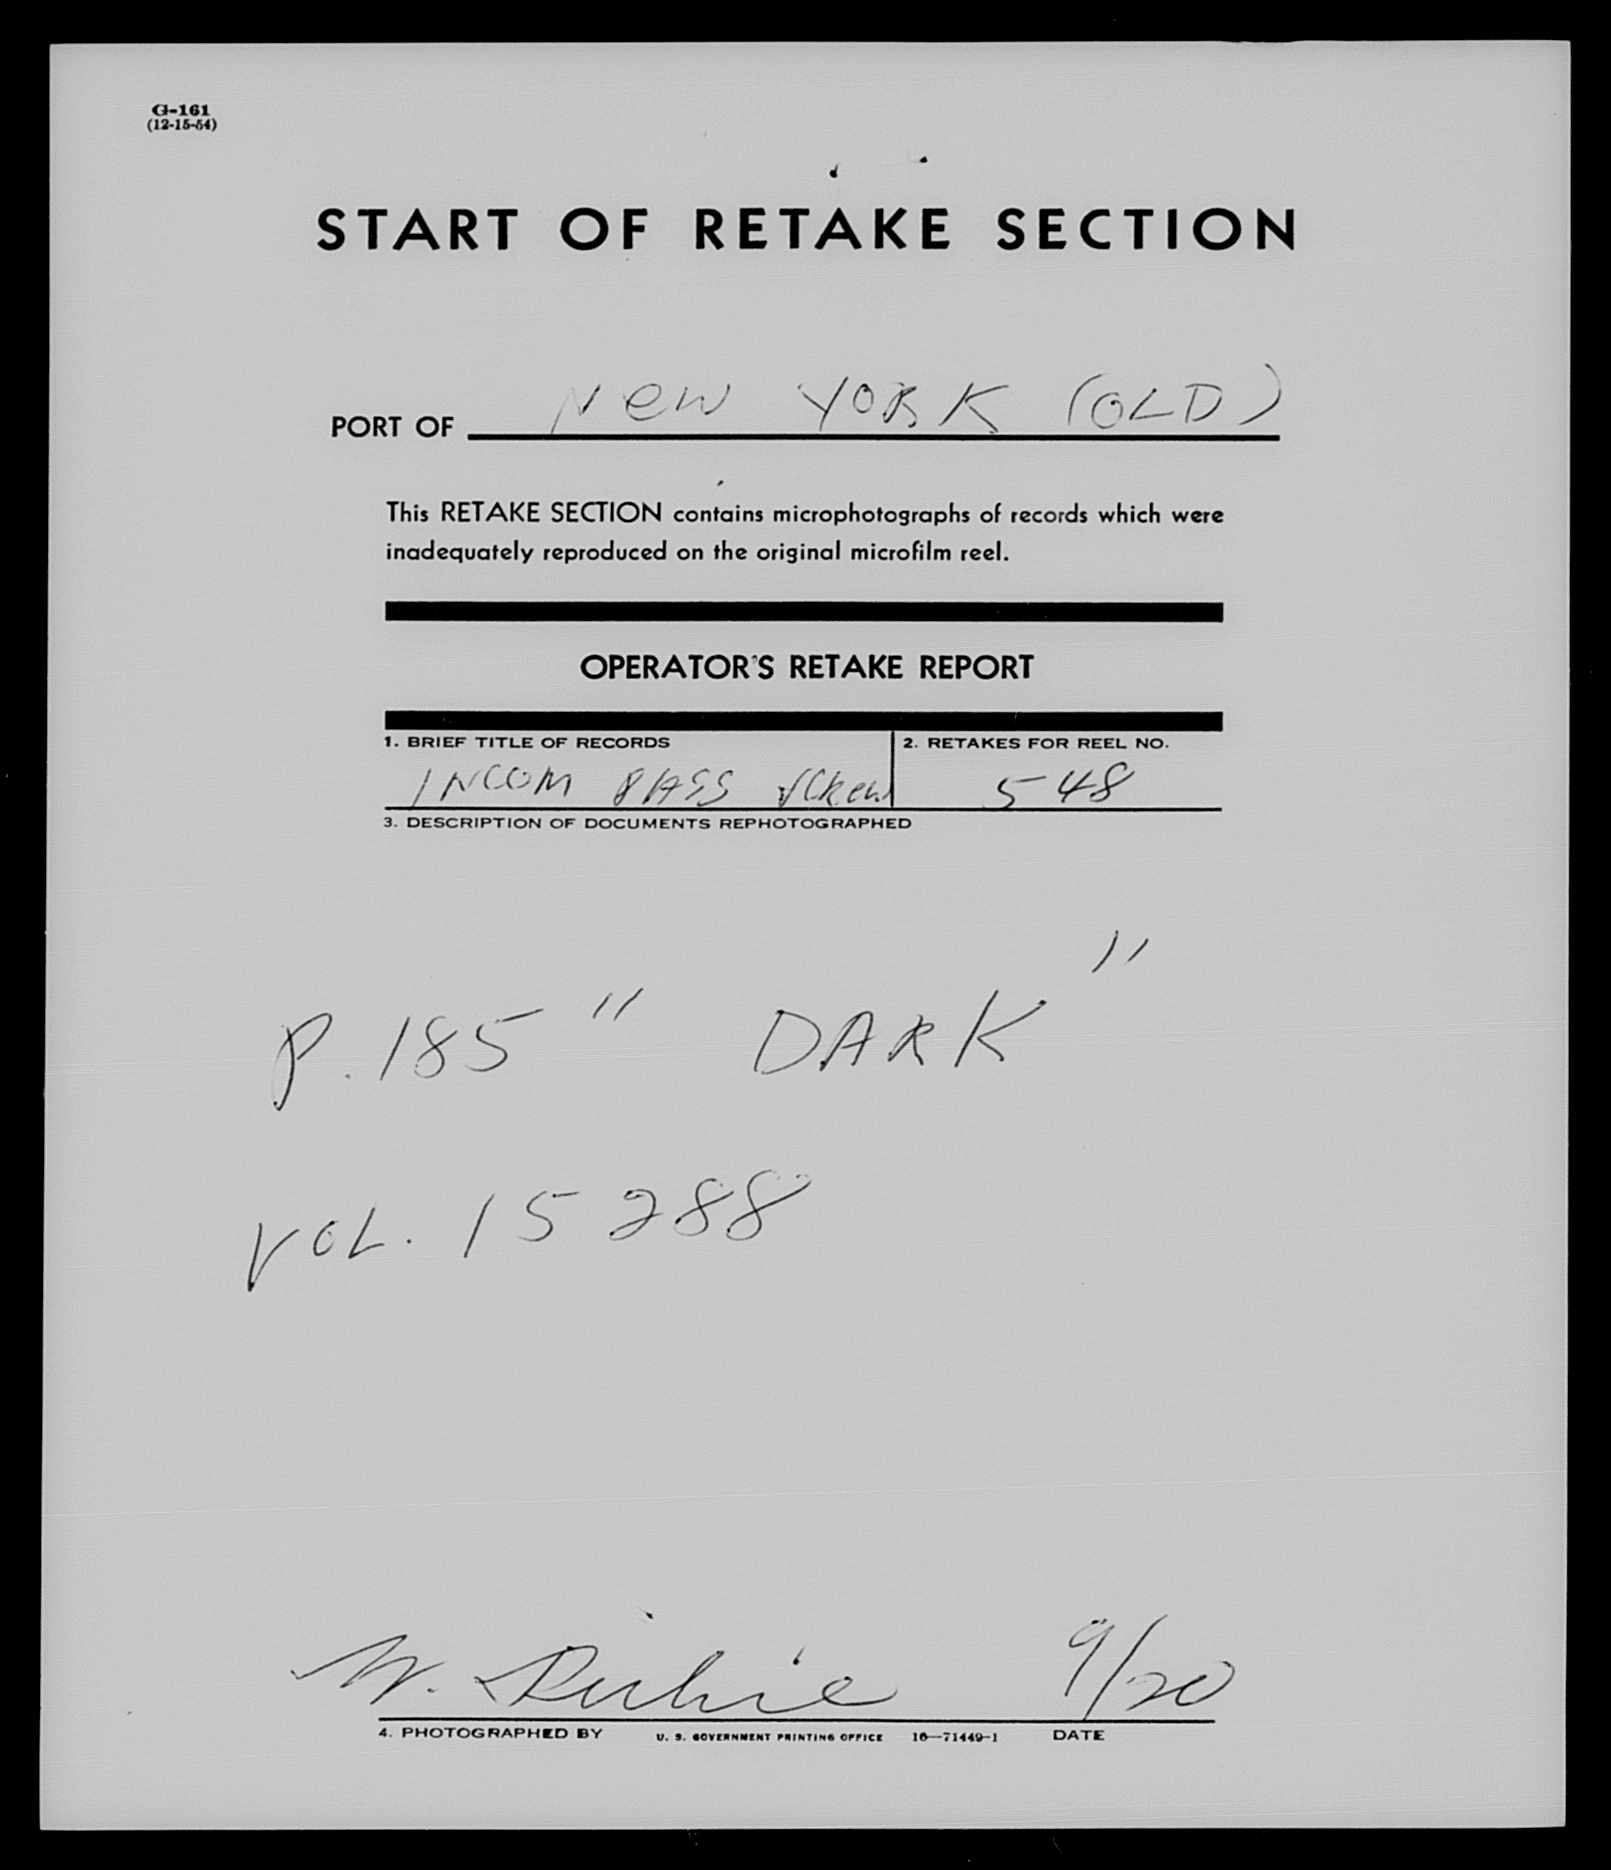 G-161
(12-15-54)
START OF RETAKE SECTION
PORT OF New YORK (OLD)
This RETAKE SECTION contains microphotographs of records which were
inadequately reproduced on the original microfilm reel.
OPERATOR'S RETAKE REPORT
1. BRIEF TITLE OF RECORDS 2. RETAKES FOR REEL NO.
INCOM PASS 548
3. DESCRIPTION OF DOCUMENTS REPHOTOGRAPHED
P. 185 " DARK "
VOL. 15288
W. 9/20
4. PHOTOGRAPHED BY U. S. GOVERNMENT PRINTING OFFICE 16—71449-1 DATE